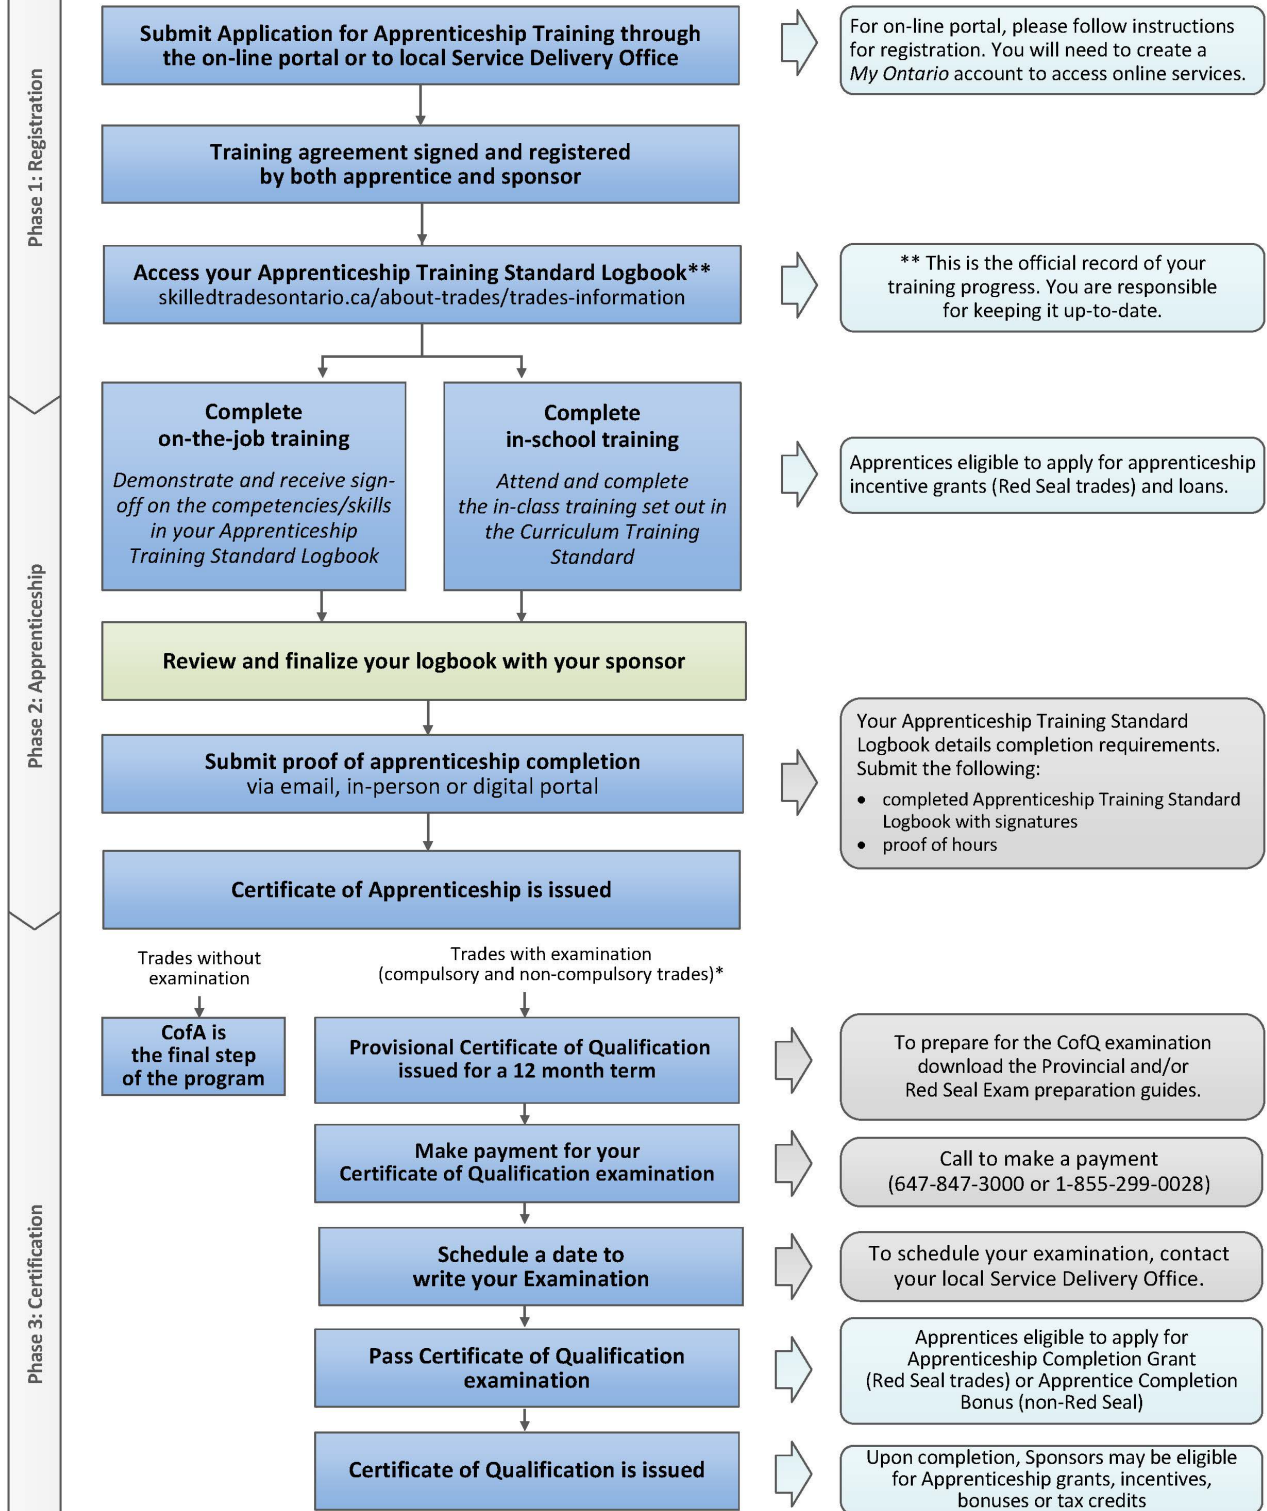 Phase 1: Registration
Submit Application for Apprenticeship Training through
the on-line portal or to local Service Delivery Office
For on-line portal, please follow instructions
for registration. You will need to create a
My Ontario account to access online services.
Training agreement signed and registered
by both apprentice and sponsor
Access your Apprenticeship Training Standard Logbook**
skilledtradesontario.ca/about-trades/trades-information
** This is the official record of your
training progress. You are responsible
for keeping it up-to-date.
Phase 2: Apprenticeship
Complete
on-the-job training
Demonstrate and receive sign-
off on the competencies/skills
in your Apprenticeship
Training Standard Logbook
Complete
in-school training
Attend and complete
the in-class training set out in
the Curriculum Training
Standard
Apprentices eligible to apply for apprenticeship
incentive grants (Red Seal trades) and loans.
Review and finalize your logbook with your sponsor
Submit proof of apprenticeship completion
via email, in-person or digital portal
Your Apprenticeship Training Standard
Logbook details completion requirements.
Submit the following:
• completed Apprenticeship Training Standard
Logbook with signatures
• proof of hours
Certificate of Apprenticeship is issued
Phase 3: Certification
Trades without
examination
Trades with examination
(compulsory and non-compulsory trades)*
CofA is
the final step
of the program
Provisional Certificate of Qualification
issued for a 12 month term
To prepare for the CofQ examination
download the Provincial and/or
Red Seal Exam preparation guides.
Make payment for your
Certificate of Qualification examination
Call to make a payment
(647-847-3000 or 1-855-299-0028)
Schedule a date to
write your Examination
To schedule your examination, contact
your local Service Delivery Office.
Pass Certificate of Qualification
examination
Apprentices eligible to apply for
Apprenticeship Completion Grant
(Red Seal trades) or Apprentice Completion
Bonus (non-Red Seal)
Certificate of Qualification is issued
Upon completion, Sponsors may be eligible
for Apprenticeship grants, incentives,
bonuses or tax credits